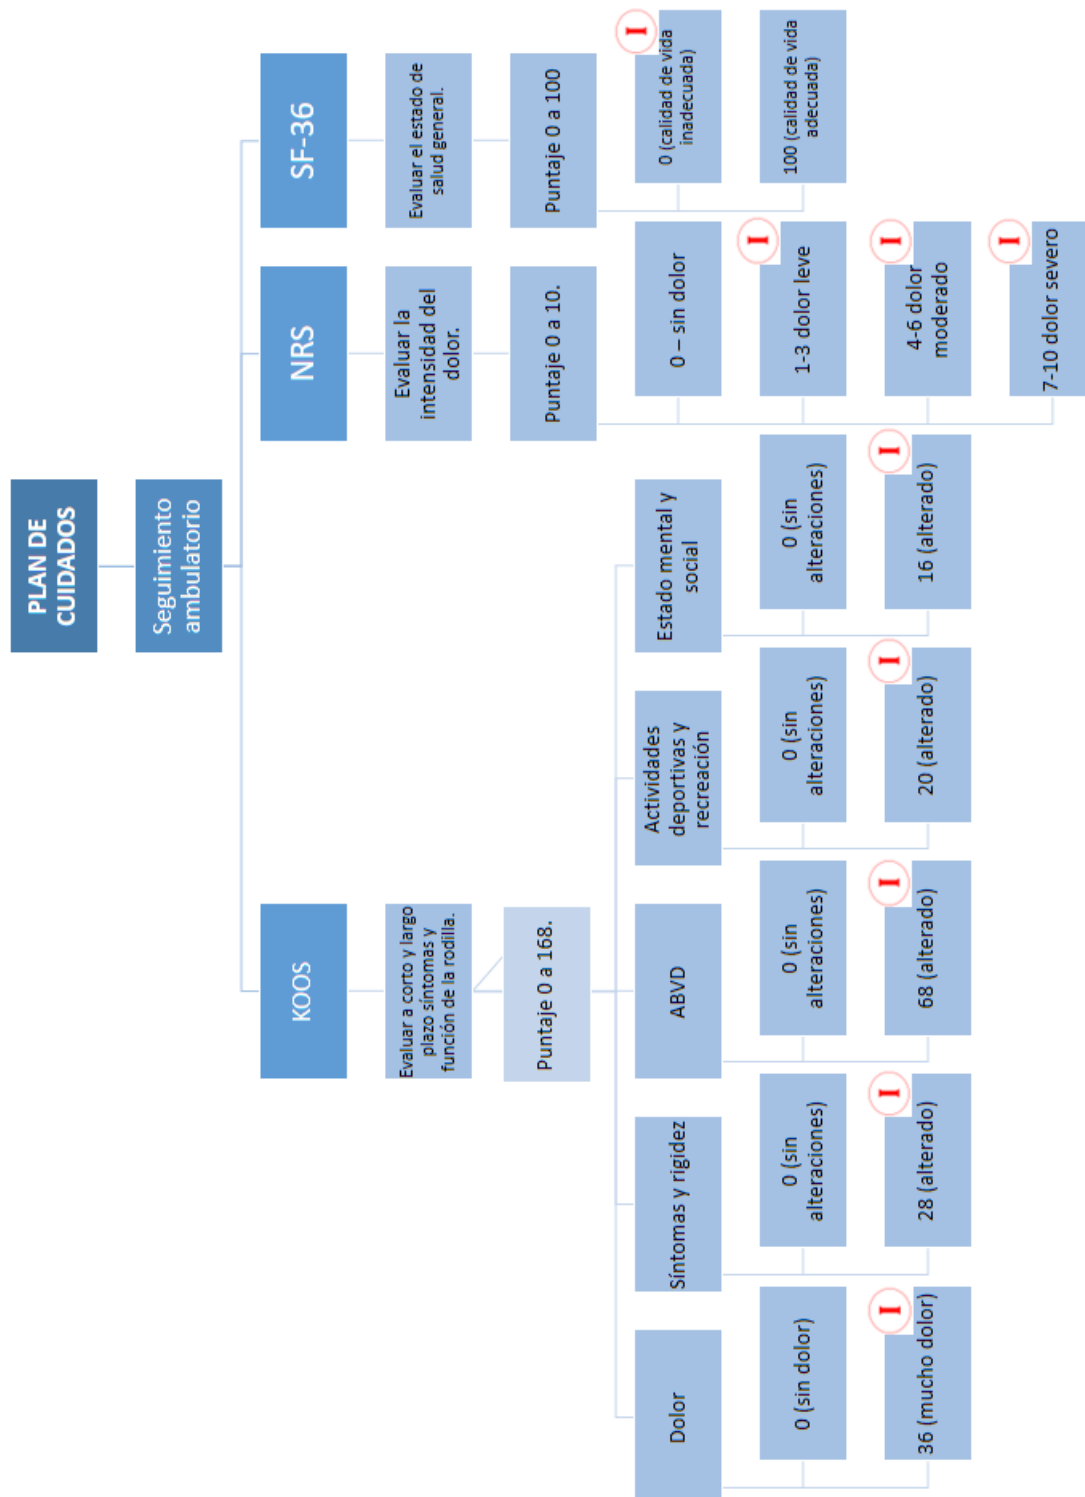 PLAN DE
CUIDADOS
Seguimiento
ambulatorio
KOOS
Evaluar a corto y largo
plazo síntomas y
función de la rodilla.
Puntaje 0 a 168.
Dolor
0 (sin dolor)
36 (mucho dolor)
I
Síntomas y rigidez
0 (sin
alteraciones)
28 (alterado)
I
ABVD
0 (sin
alteraciones)
68 (alterado)
I
Actividades
deportivas y
recreación
0 (sin
alteraciones)
20 (alterado)
I
Estado mental y
social
0 (sin
alteraciones)
16 (alterado)
I
NRS
Evaluar la
intensidad del
dolor.
Puntaje 0 a 10.
0 – sin dolor
1-3 dolor leve
I
4-6 dolor
moderado
I
7-10 dolor severo
I
SF-36
Evaluar el estado de
salud general.
Puntaje 0 a 100
0 (calidad de vida
inadecuada)
I
100 (calidad de vida
adecuada)